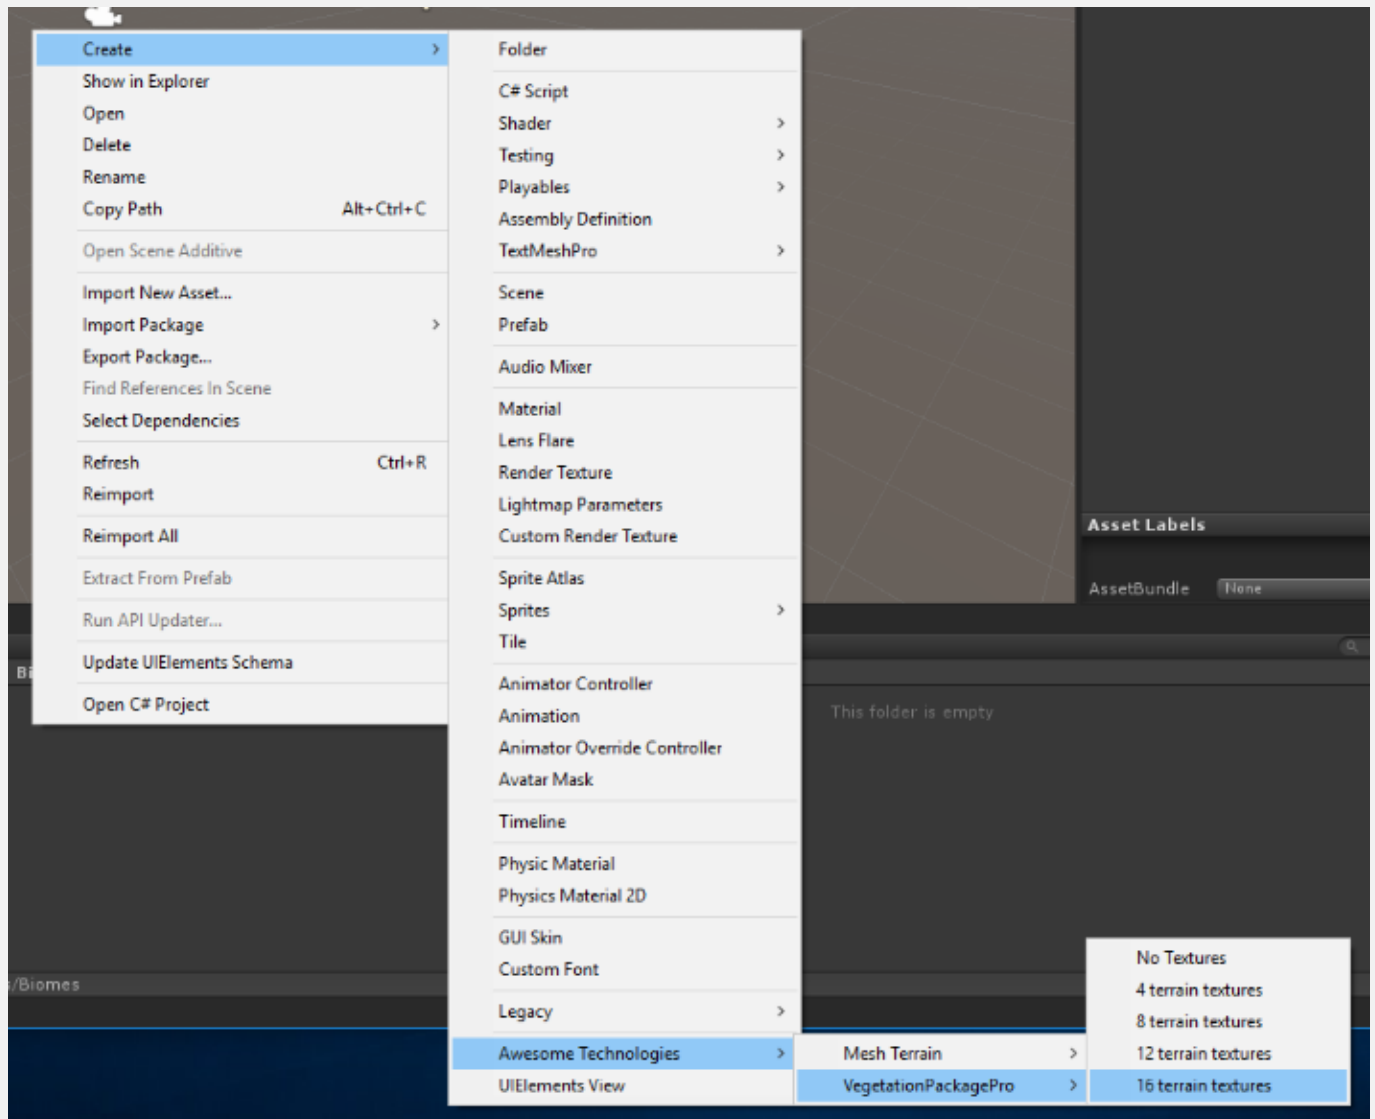 Create
Show in Explorer
Open
Delete
Rename
Copy Path Alt+Ctrl+C
Open Scene Additive
Import New Asset...
Import Package
Export Package...
Find References In Scene
Select Dependencies
Refresh Ctrl+R
Reimport
Reimport All
Extract From Prefab
Run API Updater...
Update UIElements Schema
Open C# Project
Folder
C# Script
Shader
Testing
Playables
Assembly Definition
TextMeshPro
Scene
Prefab
Audio Mixer
Material
Lens Flare
Render Texture
Lightmap Parameters
Custom Render Texture
Sprite Atlas
Sprites
Tile
Animator Controller
Animation
Animator Override Controller
Avatar Mask
Timeline
Physic Material
Physics Material 2D
GUI Skin
Custom Font
Legacy
Awesome Technologies
UIElements View
Mesh Terrain
VegetationPackagePro
No Textures
4 terrain textures
8 terrain textures
12 terrain textures
16 terrain textures
Asset Labels
AssetBundle None
This folder is empty
s/Biomes